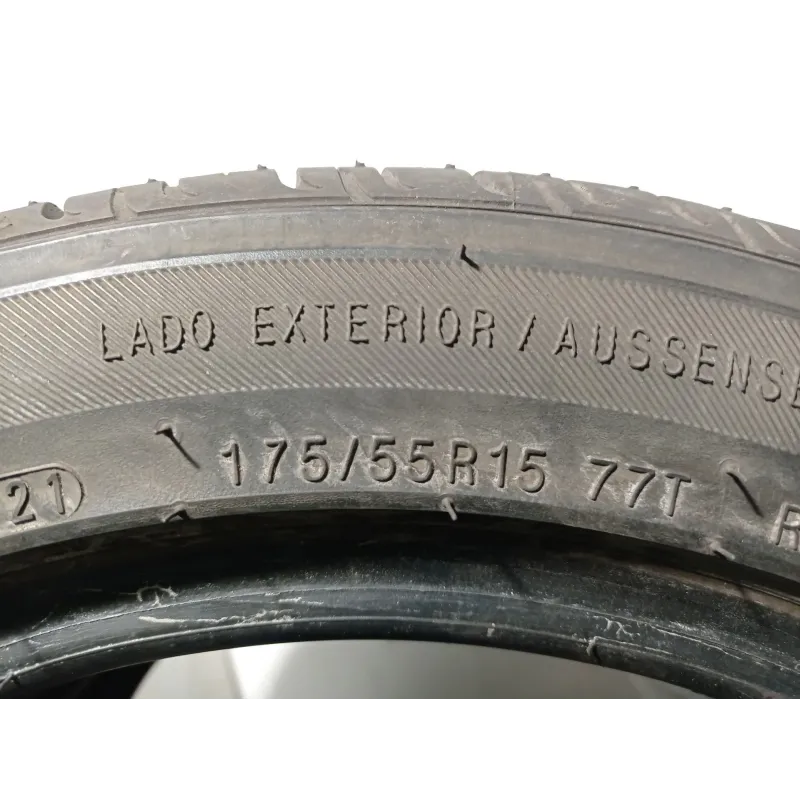 LADO EXTERIOR / AUSSENSE
21 175/55R15 77T R